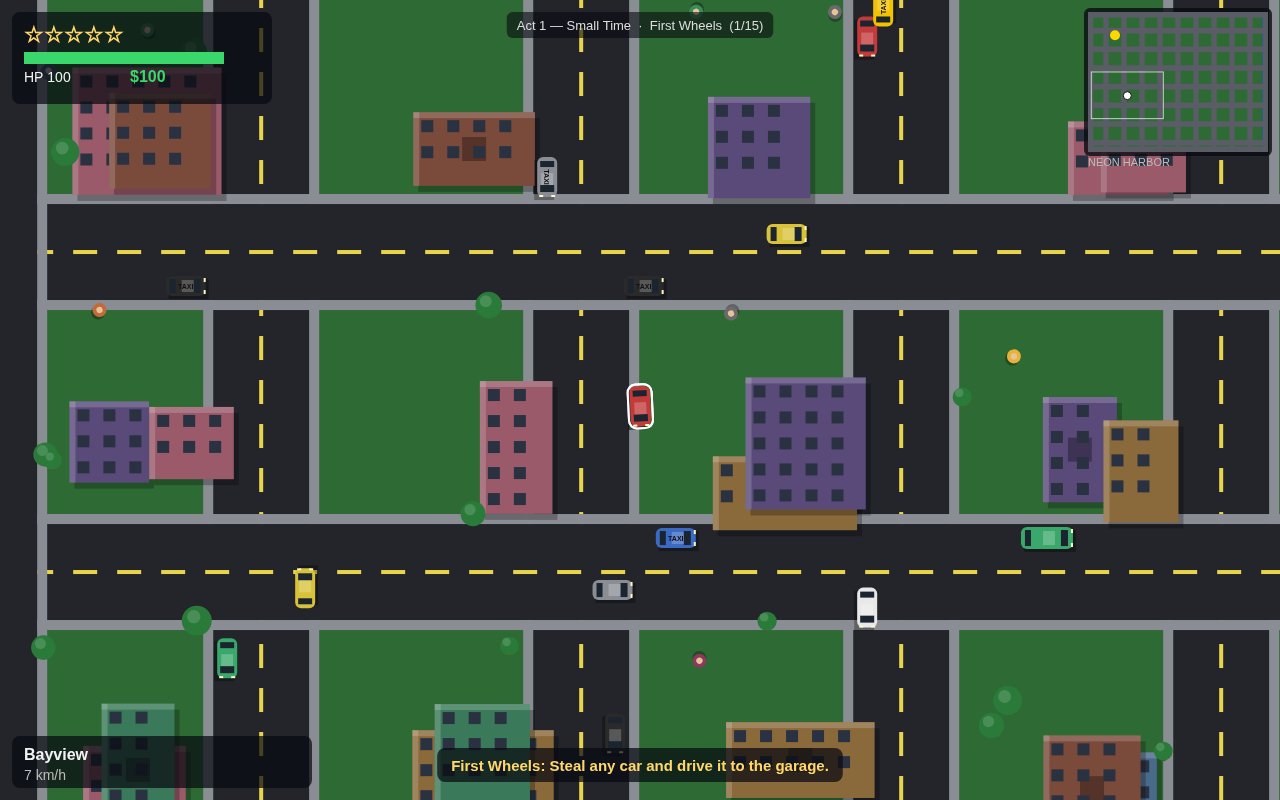 ☆☆☆☆☆
HP 100 $100
Act 1 — Small Time · First Wheels (1/15)
TAXI
NEON HARBOR
TAXI
TAXI
TAXI
TAXI
Bayview
7 km/h
First Wheels: Steal any car and drive it to the garage.